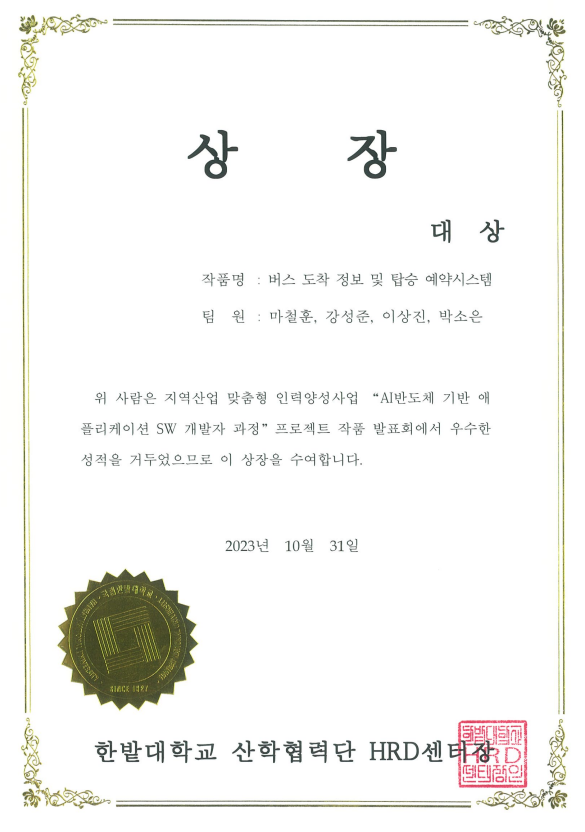 상 장
대 상
작품명 : 버스 도착 정보 및 탑승 예약시스템
팀 원 : 마철훈, 강성준, 이상진, 박소은
위 사람은 지역산업 맞춤형 인력양성사업 “AI반도체 기반 애
플리케이션 SW 개발자 과정” 프로젝트 작품 발표회에서 우수한
성적을 거두었으므로 이 상장을 수여합니다.
2023년 10월 31일
SINCE 1927
한밭대학교 산학협력단 HRD센터장
한밭대학교
HRD
센터장인